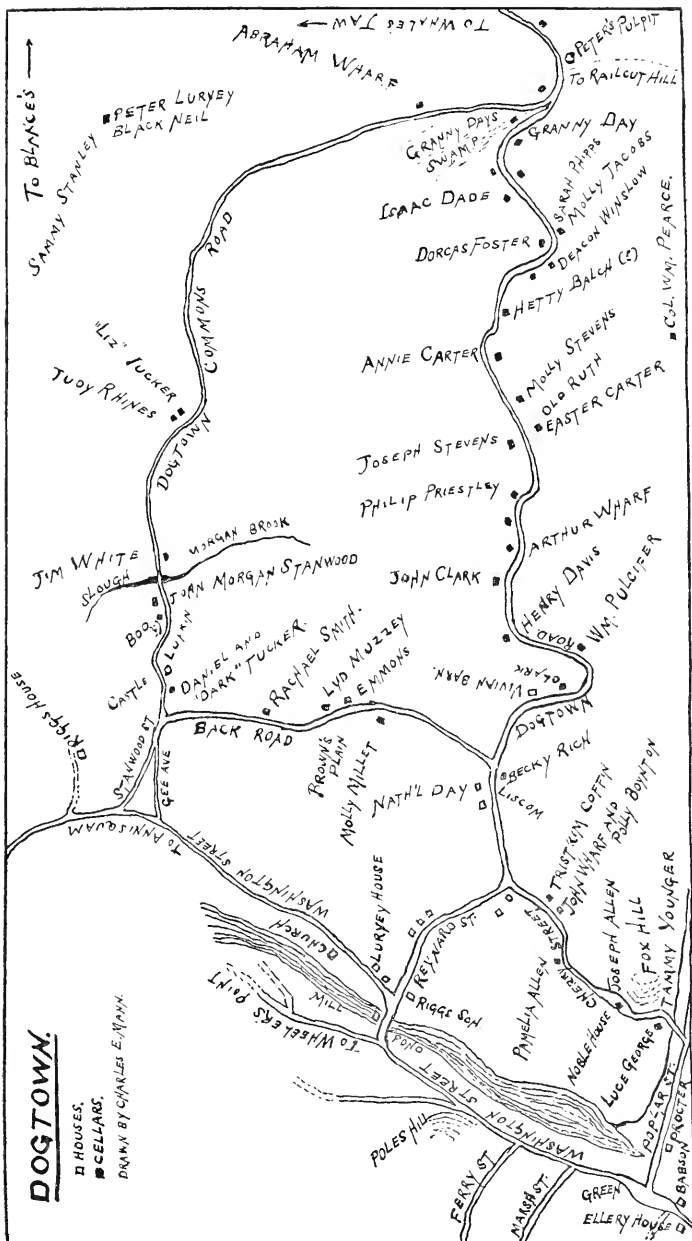 DOGTOWN.
HOUSES.
CELLARS.
DRAWN BY CHARLES E. MANN.
TO BLANCE'S
TO WHALE'S JAW
ABRAHAM WHARF
PETER'S PULPIT
TO RAILCUT HILL
PETER LURVEY
BLACK NEIL
SAMMY STANLEY
GRANNY DAYS
SWAMP
GRANNY DAY
ISAAC DADE
SARAH PHIPPS
MOLLY JACOBS
DORCAS FOSTER
DEACON WINSLOW
HETTY BALCH (?)
COL. WM. PEARCE.
DOGTOWN COMMONS ROAD
"LIZ" TUCKER
JUDY RHINES
ANNIE CARTER
MOLLY STEVENS
OLD RUTH
EASTER CARTER
JOSEPH STEVENS
PHILIP PRIESTLEY
ARTHUR WHARF
JIM WHITE
SLOUGH
MORGAN BROOK
JOAN MORGAN STANWOOD
JOHN CLARK
HENRY DAVIS
WM. PULCIFER
LUFKIN
CASTLE
DANIEL AND
"DARK" TUCKER.
RACHAEL SMITH.
LYD MUZZEY
EMMONS
VIVIAN BARN.
CLARK
DOGTOWN ROAD
RIGGS HOUSE
STANWOOD ST
GEE AVE
BACK ROAD
BROWN'S
PLAIN
MOLLY MILLET
NATH'L DAY
BECKY RICH
LISCOM
TO ANNISQUAM
WASHINGTON STREET
CHURCH
LURVEY HOUSE
REYNARD ST.
RIGGS SON
TRISTRIM COFFIN
JOHN WHARF AND
POLLY BOYNTON
CHERRY STREET
PAMELIA ALLEN
JOSEPH ALLEN
FOX HILL
TAMMY YOUNGER
NOBLE HOUSE
LUCE GEORGE
MILL POND
TO WHEELER'S POINT
WASHINGTON STREET
POLES HILL
FERRY ST
MARSH ST.
GREEN
POPLAR ST.
PROCTER
BABSON
ELLERY HOUSE